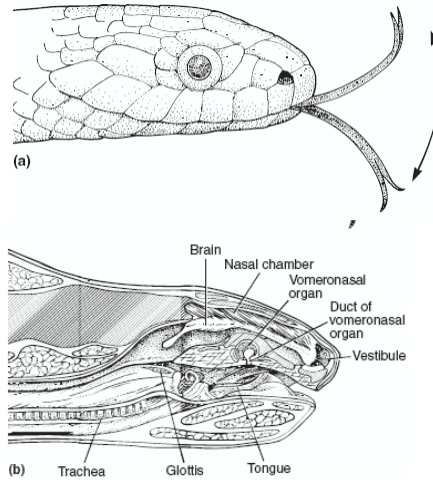 (a)
Brain
Nasal chamber
Vomeronasal
organ
Duct of
vomeronasal
organ
Vestibule
(b)
Trachea
Glottis
Tongue